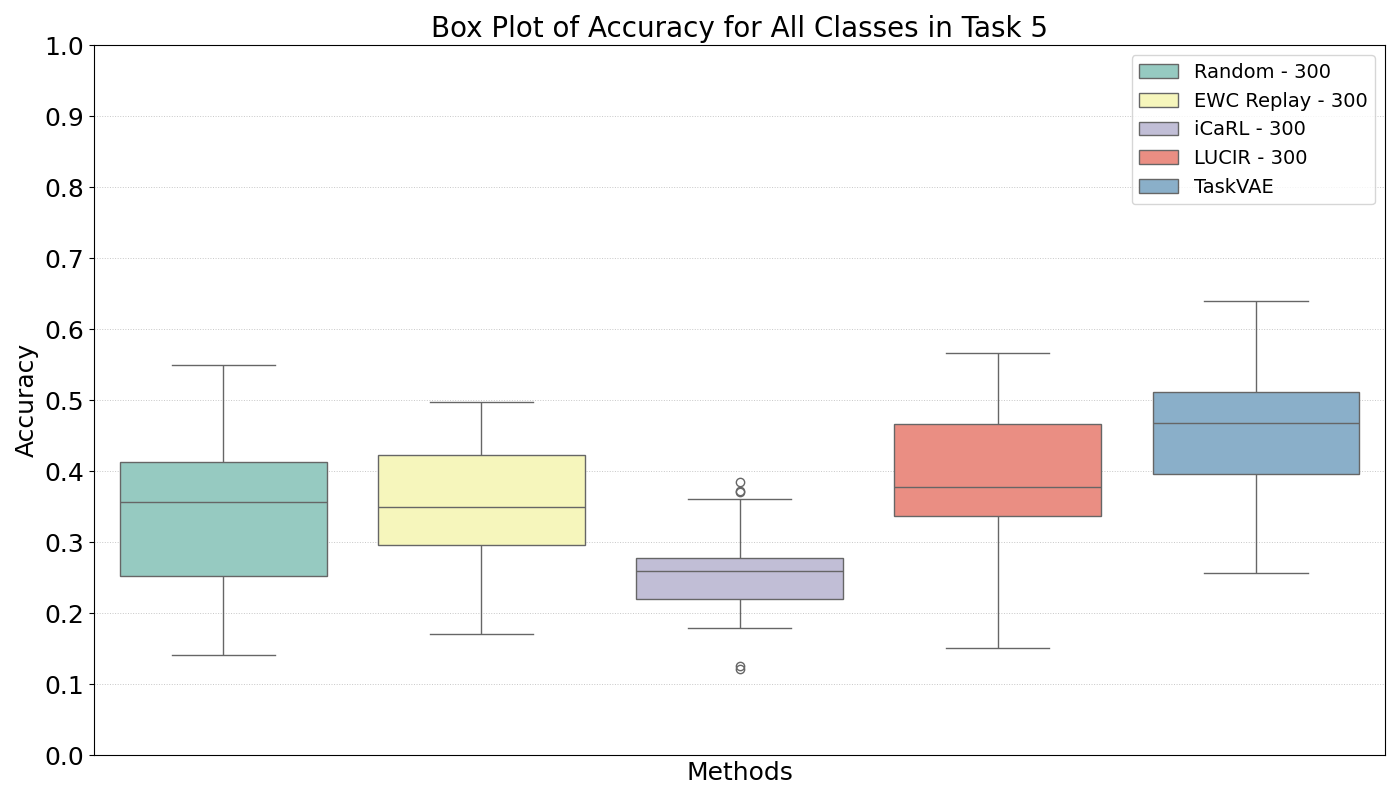 Box Plot of Accuracy for All Classes in Task 5
1.0
0.9
0.8
0.7
0.6
0.5
0.4
0.3
0.2
0.1
0.0
Accuracy
Methods
Random - 300
EWC Replay - 300
iCaRL - 300
LUCIR - 300
TaskVAE